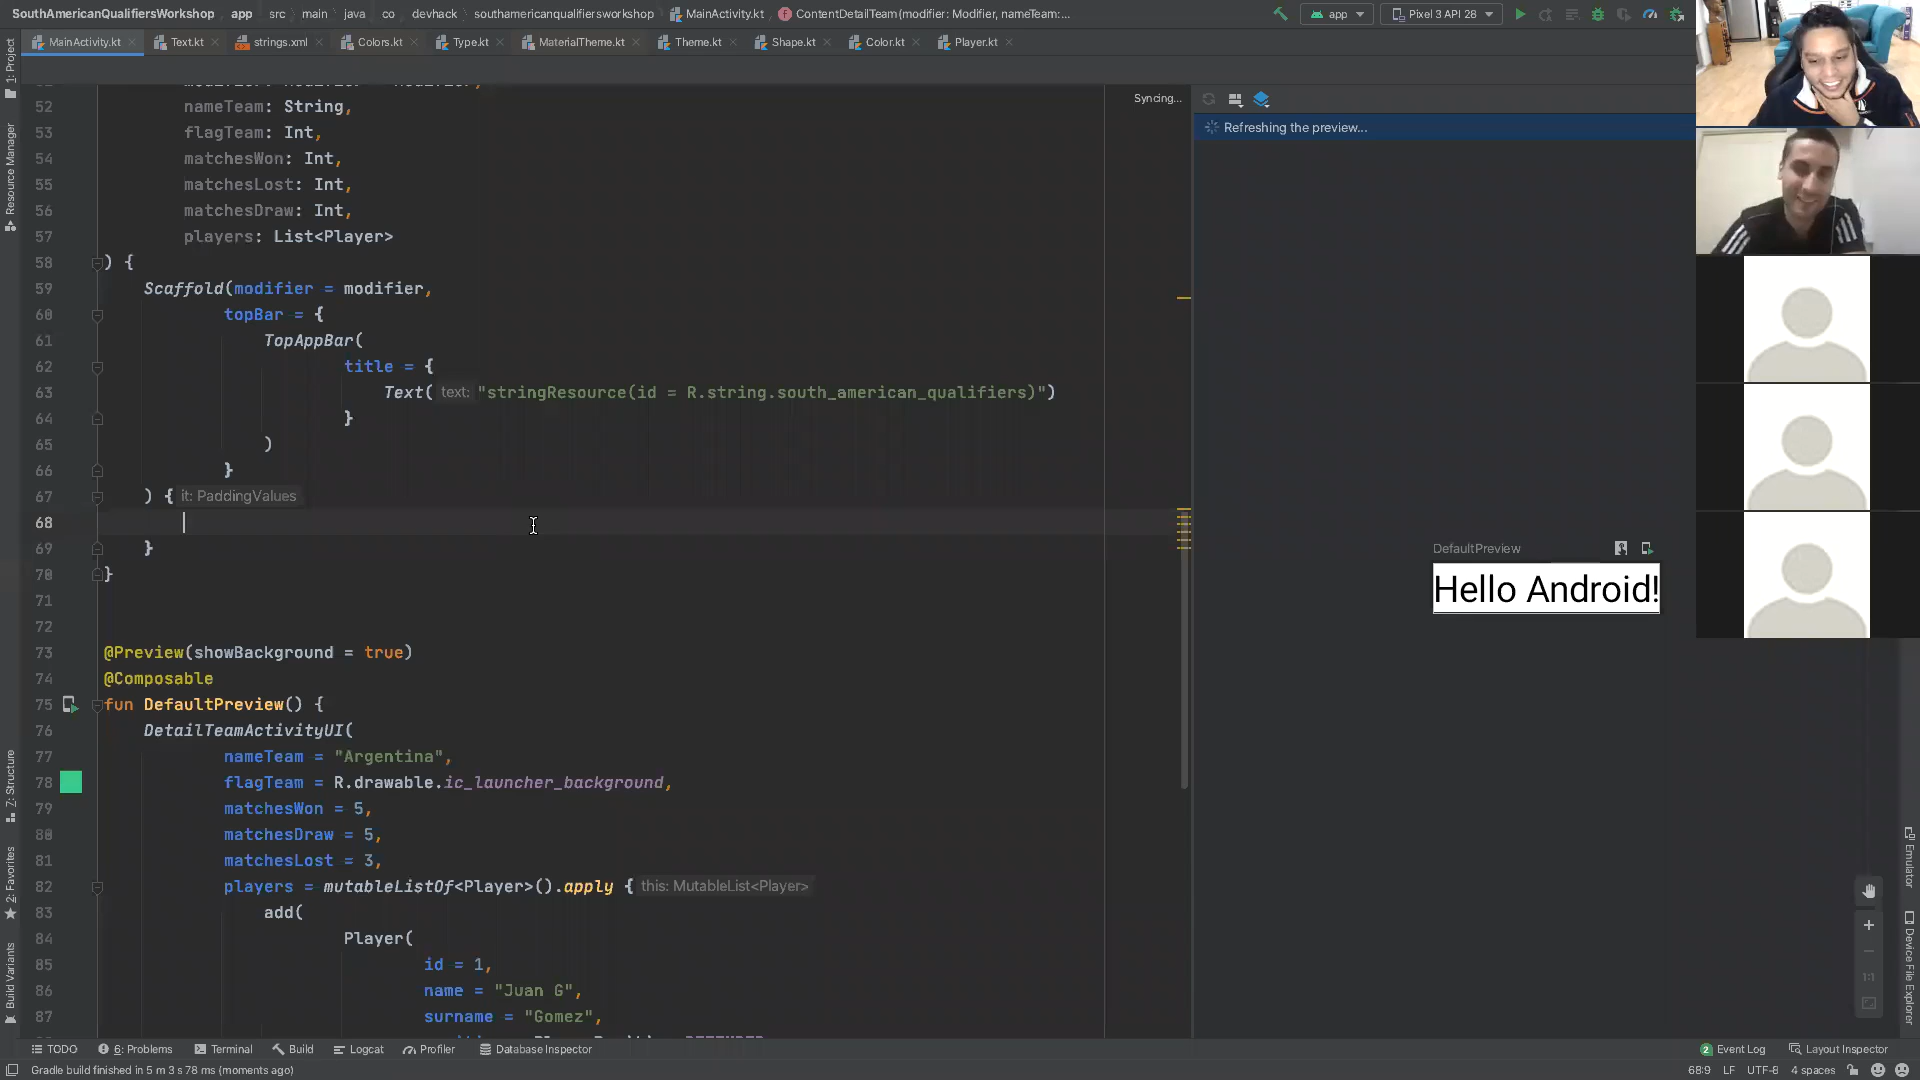 SouthAmericanQualifiersWorkshop app src main java co devhack southamericanqualifiersworkshop MainActivity.kt ContentDetailTeam(modifier: Modifier, nameTeam:... app Pixel 3 API 28
MainActivity.kt Text.kt strings.xml Colors.kt Type.kt MaterialTheme.kt Theme.kt Shape.kt Color.kt Player.kt
1: Project
Resource Manager
7: Structure
2: Favorites
Build Variants
Syncing...
Refreshing the preview...
52 nameTeam: String,
53 flagTeam: Int,
54 matchesWon: Int,
55 matchesLost: Int,
56 matchesDraw: Int,
57 players: List<Player>
58 ) {
59 Scaffold(modifier = modifier,
60 topBar = {
61 TopAppBar(
62 title = {
63 Text( text: "stringResource(id = R.string.south_american_qualifiers)")
64 }
65 )
66 }
67 ) { it: PaddingValues
68
69 }
70 }
71
72
73 @Preview(showBackground = true)
74 @Composable
75 fun DefaultPreview() {
76 DetailTeamActivityUI(
77 nameTeam = "Argentina",
78 flagTeam = R.drawable.ic_launcher_background,
79 matchesWon = 5,
80 matchesDraw = 5,
81 matchesLost = 3,
82 players = mutableListOf<Player>().apply { this: MutableList<Player>
83 add(
84 Player(
85 id = 1,
86 name = "Juan G",
87 surname = "Gomez",
DefaultPreview
Hello Android!
1:1
Emulator
Device File Explorer
TODO 6: Problems Terminal Build Logcat Profiler Database Inspector 2 Event Log Layout Inspector
Gradle build finished in 5 m 3 s 78 ms (moments ago) 68:9 LF UTF-8 4 spaces